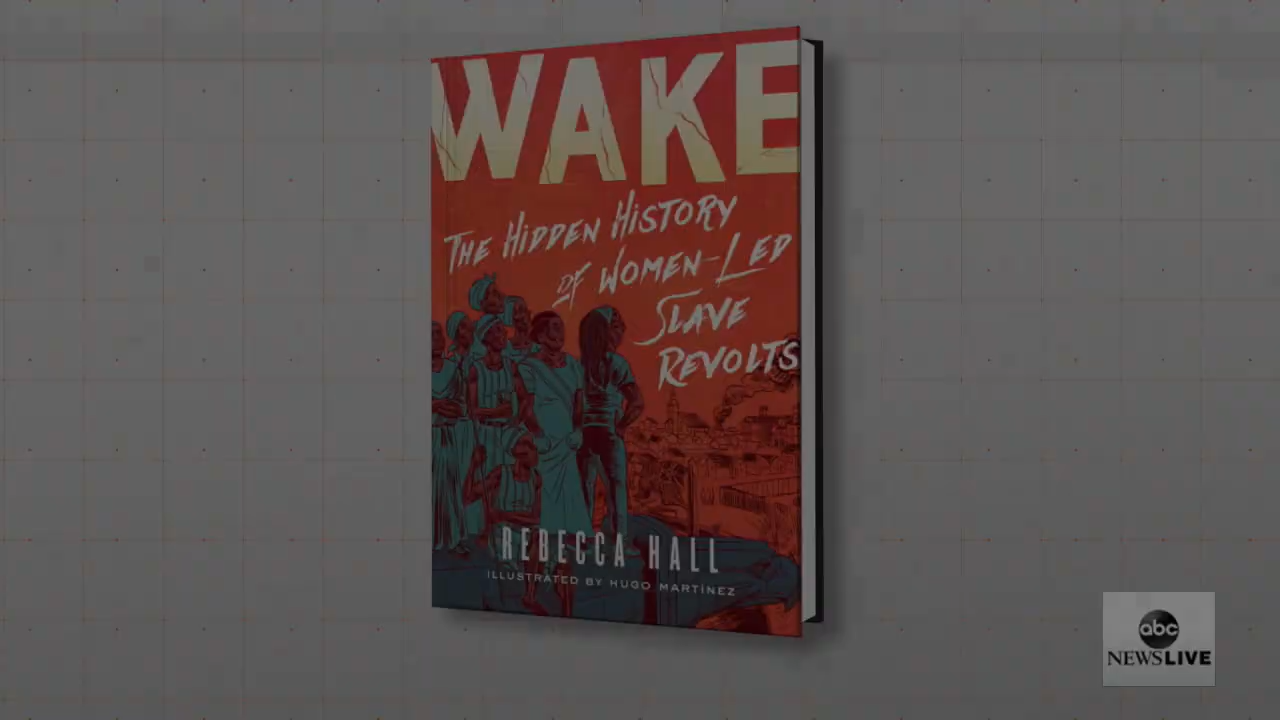 WAKE
THE HIDDEN HISTORY
OF WOMEN-LED
SLAVE
REVOLTS
REBECCA HALL
ILLUSTRATED BY HUGO MARTÍNEZ
abc
NEWSLIVE